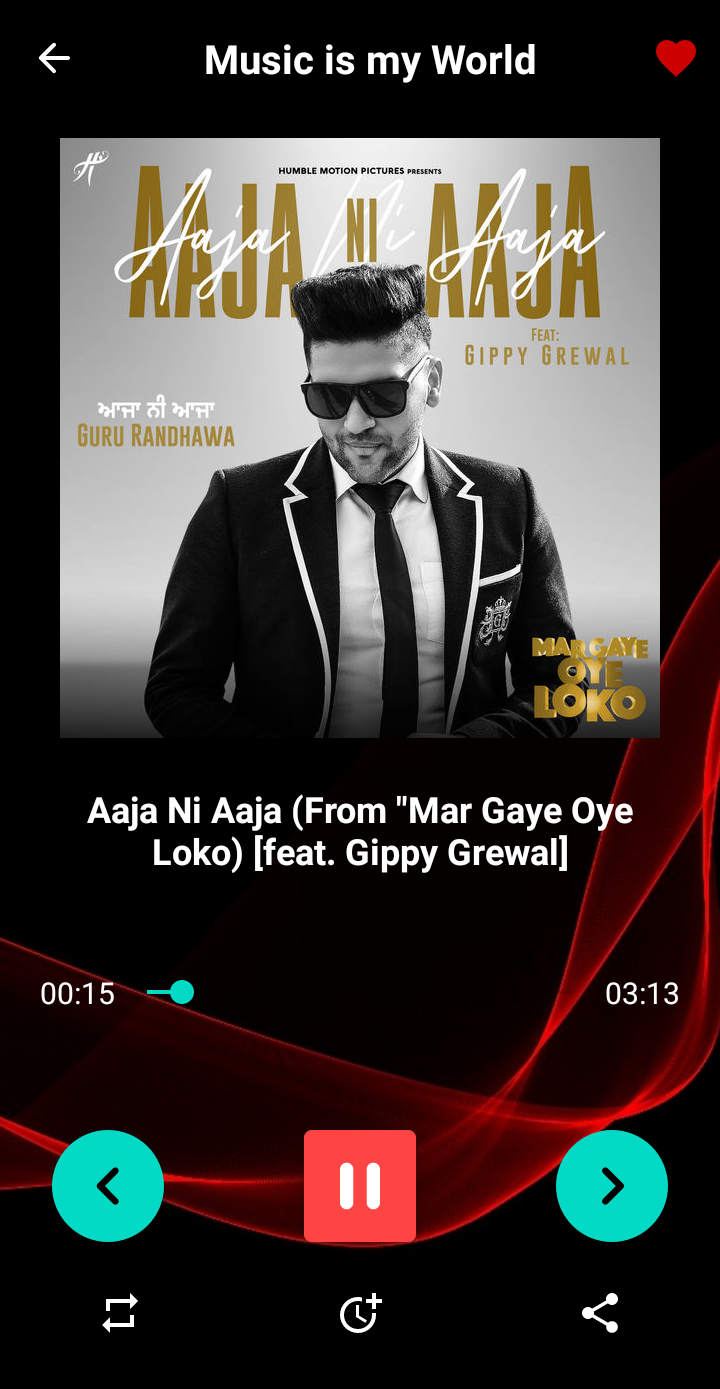 Music is my World
HUMBLE MOTION PICTURES PRESENTS
AAJA NI AAJA
Aaja Ni Aaja
FEAT:
GIPPY GREWAL
ਆਜਾ ਨੀ ਆਜਾ
GURU RANDHAWA
MAR GAYE
OYE
LOKO
Aaja Ni Aaja (From "Mar Gaye Oye
Loko) [feat. Gippy Grewal]
00:15
03:13